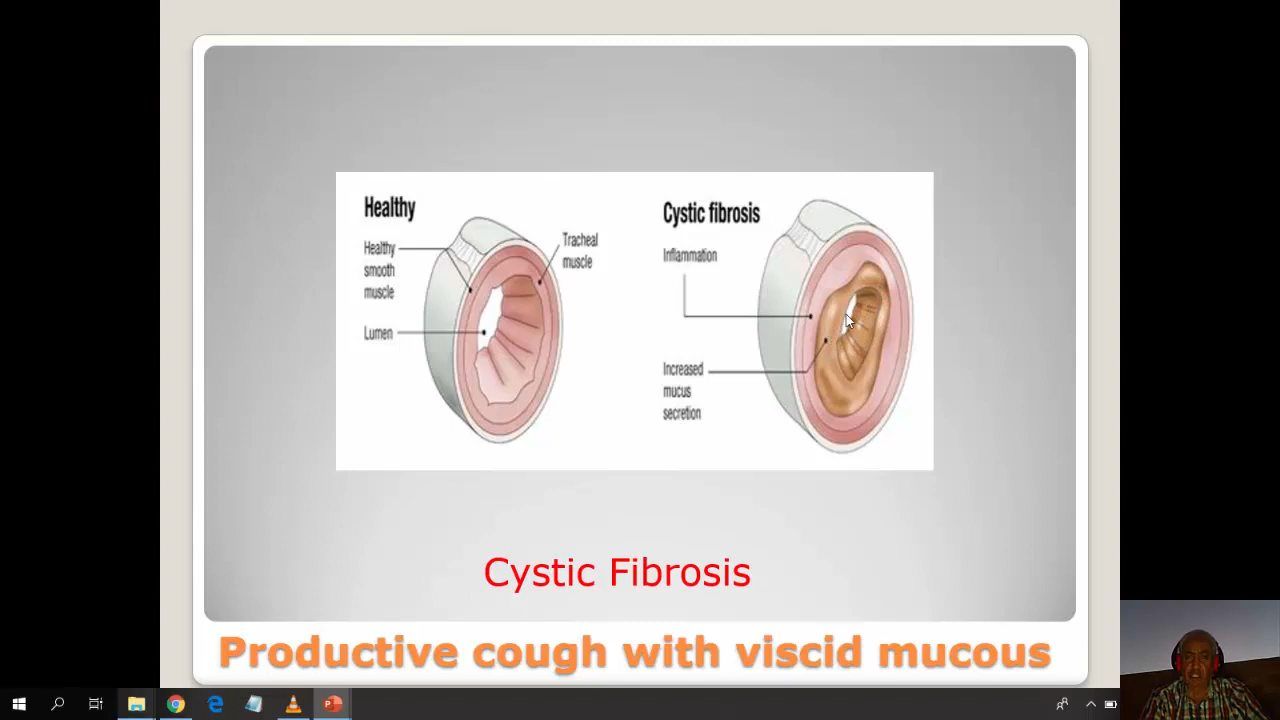 Healthy
Healthy
smooth
muscle
Lumen
Tracheal
muscle
Cystic fibrosis
Inflammation
Increased
mucus
secretion
Cystic Fibrosis
Productive cough with viscid mucous